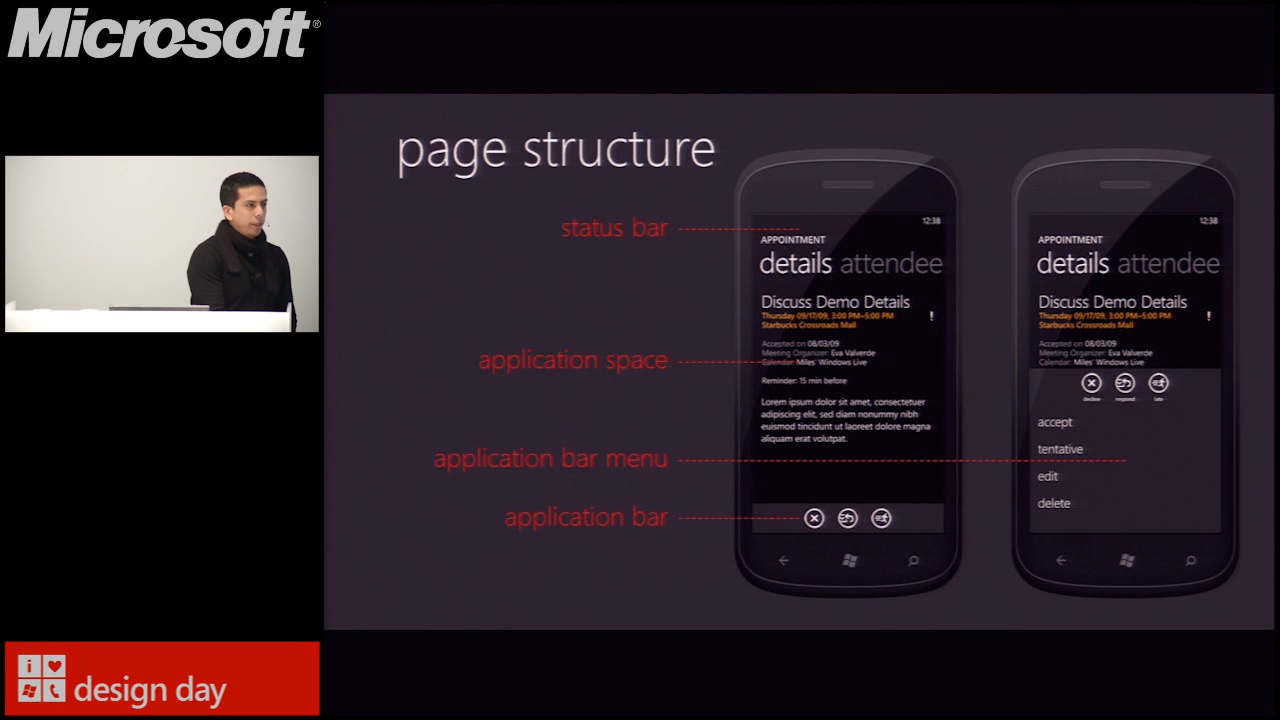 Microsoft®
page structure
status bar
application space
application bar menu
application bar
12:38
APPOINTMENT
details attendee
Discuss Demo Details
Thursday 09/17/09, 3:00 PM–5:00 PM
Starbucks Crossroads Mall
!
Accepted on 08/03/09
Meeting Organizer: Eva Valverde
Calendar: Miles' Windows Live
Reminder: 15 min before
Lorem ipsum dolor sit amet, consectetuer
adipiscing elit, sed diam nonummy nibh
euismod tincidunt ut laoreet dolore magna
aliquam erat volutpat.
12:38
APPOINTMENT
details attendee
Discuss Demo Details
Thursday 09/17/09, 3:00 PM–5:00 PM
Starbucks Crossroads Mall
!
Accepted on 08/03/09
Meeting Organizer: Eva Valverde
Calendar: Miles' Windows Live
decline respond late
accept
tentative
edit
delete
i
design day